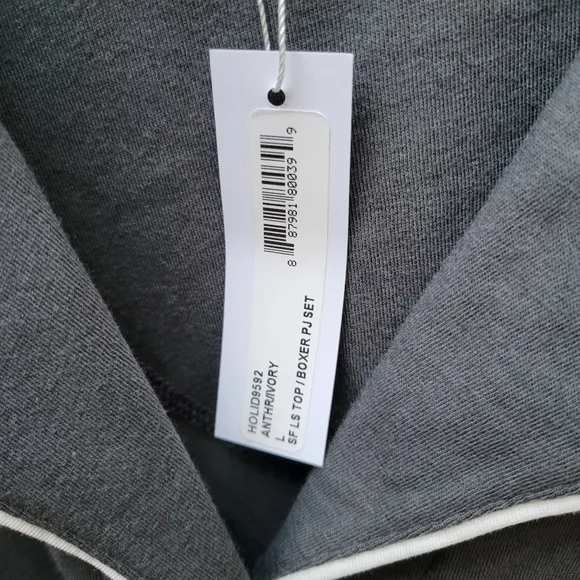 8 87981 80039 9
HOLID9592
ANTHR/IVORY
L
SF LS TOP / BOXER PJ SET